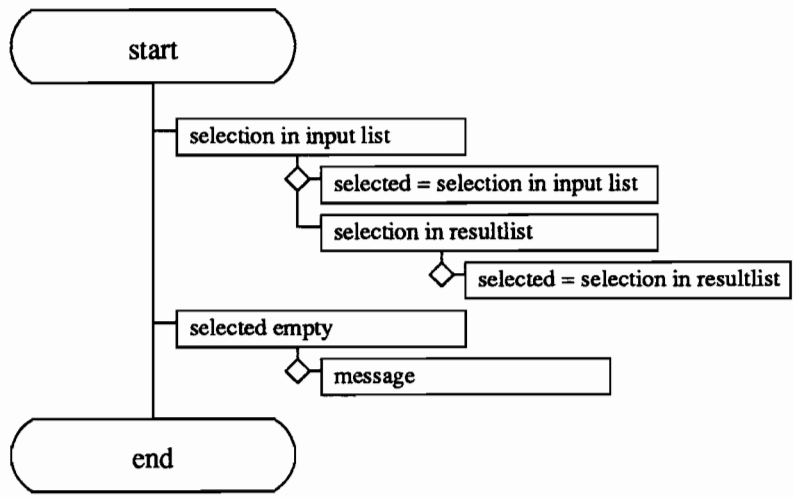 start
selection in input list
selected = selection in input list
selection in resultlist
selected = selection in resultlist
selected empty
message
end